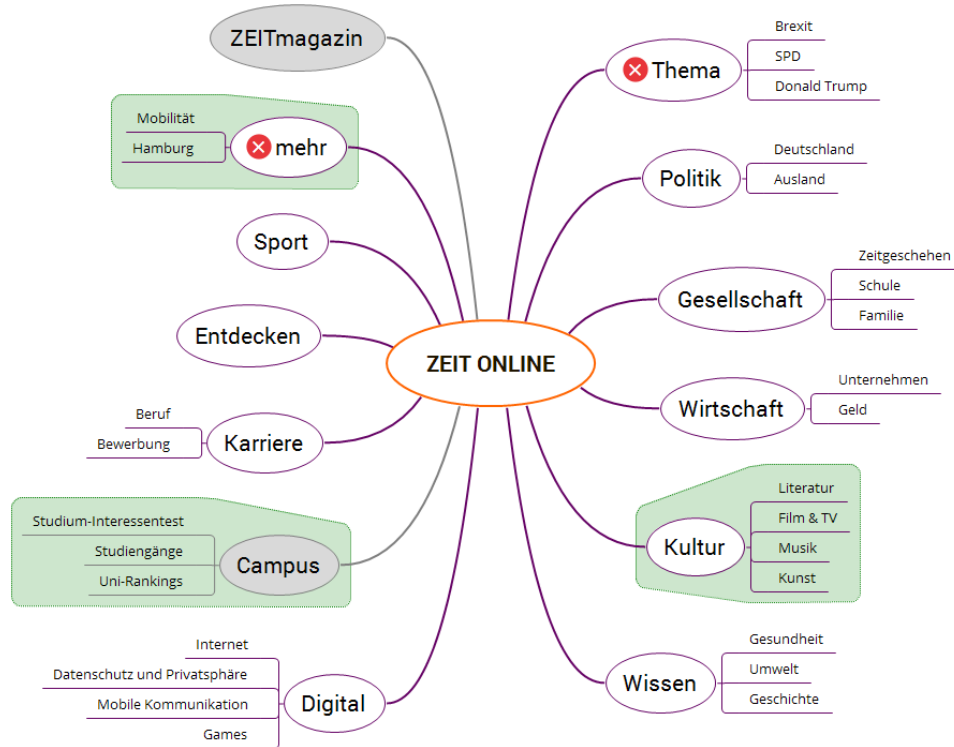 ZEIT ONLINE
Thema
Brexit
SPD
Donald Trump
Politik
Deutschland
Ausland
Gesellschaft
Zeitgeschehen
Schule
Familie
Wirtschaft
Unternehmen
Geld
Kultur
Literatur
Film & TV
Musik
Kunst
Wissen
Gesundheit
Umwelt
Geschichte
ZEITmagazin
mehr
Mobilität
Hamburg
Sport
Entdecken
Karriere
Beruf
Bewerbung
Campus
Studium-Interessentest
Studiengänge
Uni-Rankings
Digital
Internet
Datenschutz und Privatsphäre
Mobile Kommunikation
Games